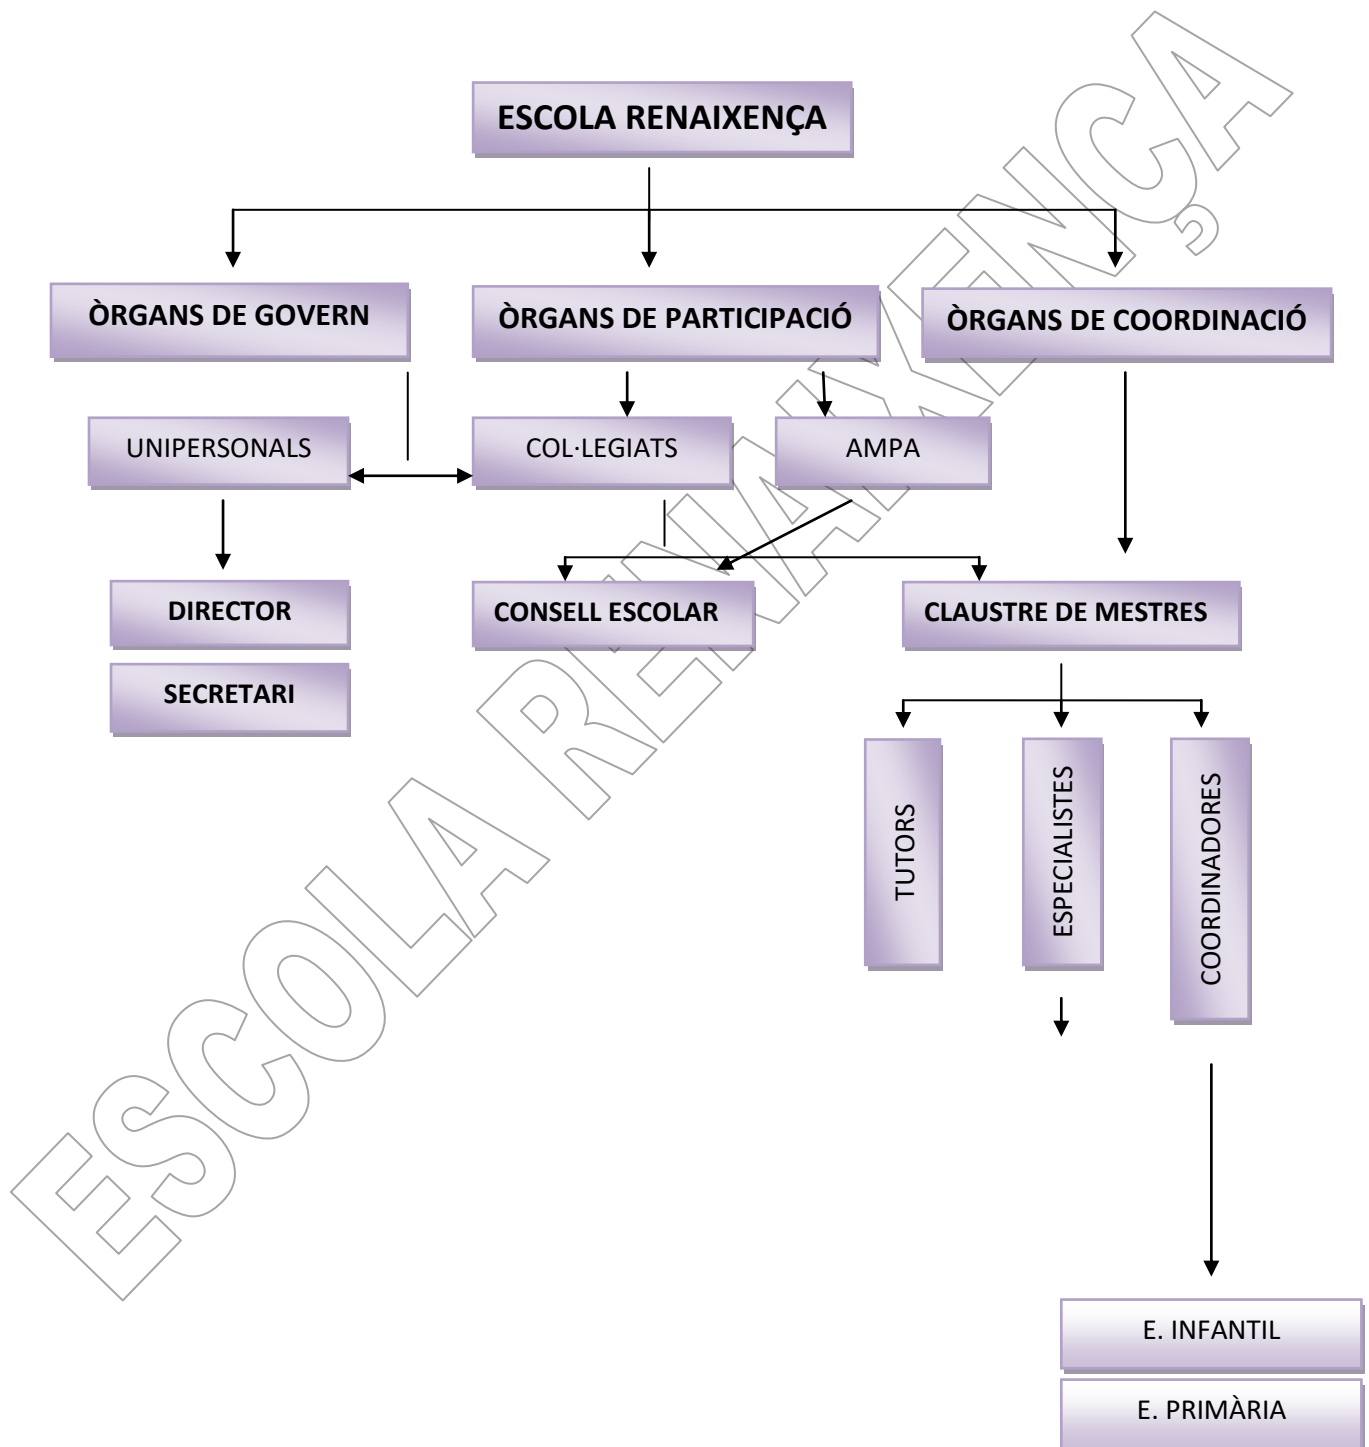 ESCOLA RENAIXENÇA
ÒRGANS DE GOVERN
ÒRGANS DE PARTICIPACIÓ
ÒRGANS DE COORDINACIÓ
UNIPERSONALS
COL·LEGIATS
AMPA
DIRECTOR
CONSELL ESCOLAR
CLAUSTRE DE MESTRES
SECRETARI
TUTORS
ESPECIALISTES
COORDINADORES
E. INFANTIL
E. PRIMÀRIA
ESCOLA RENAIXENÇA